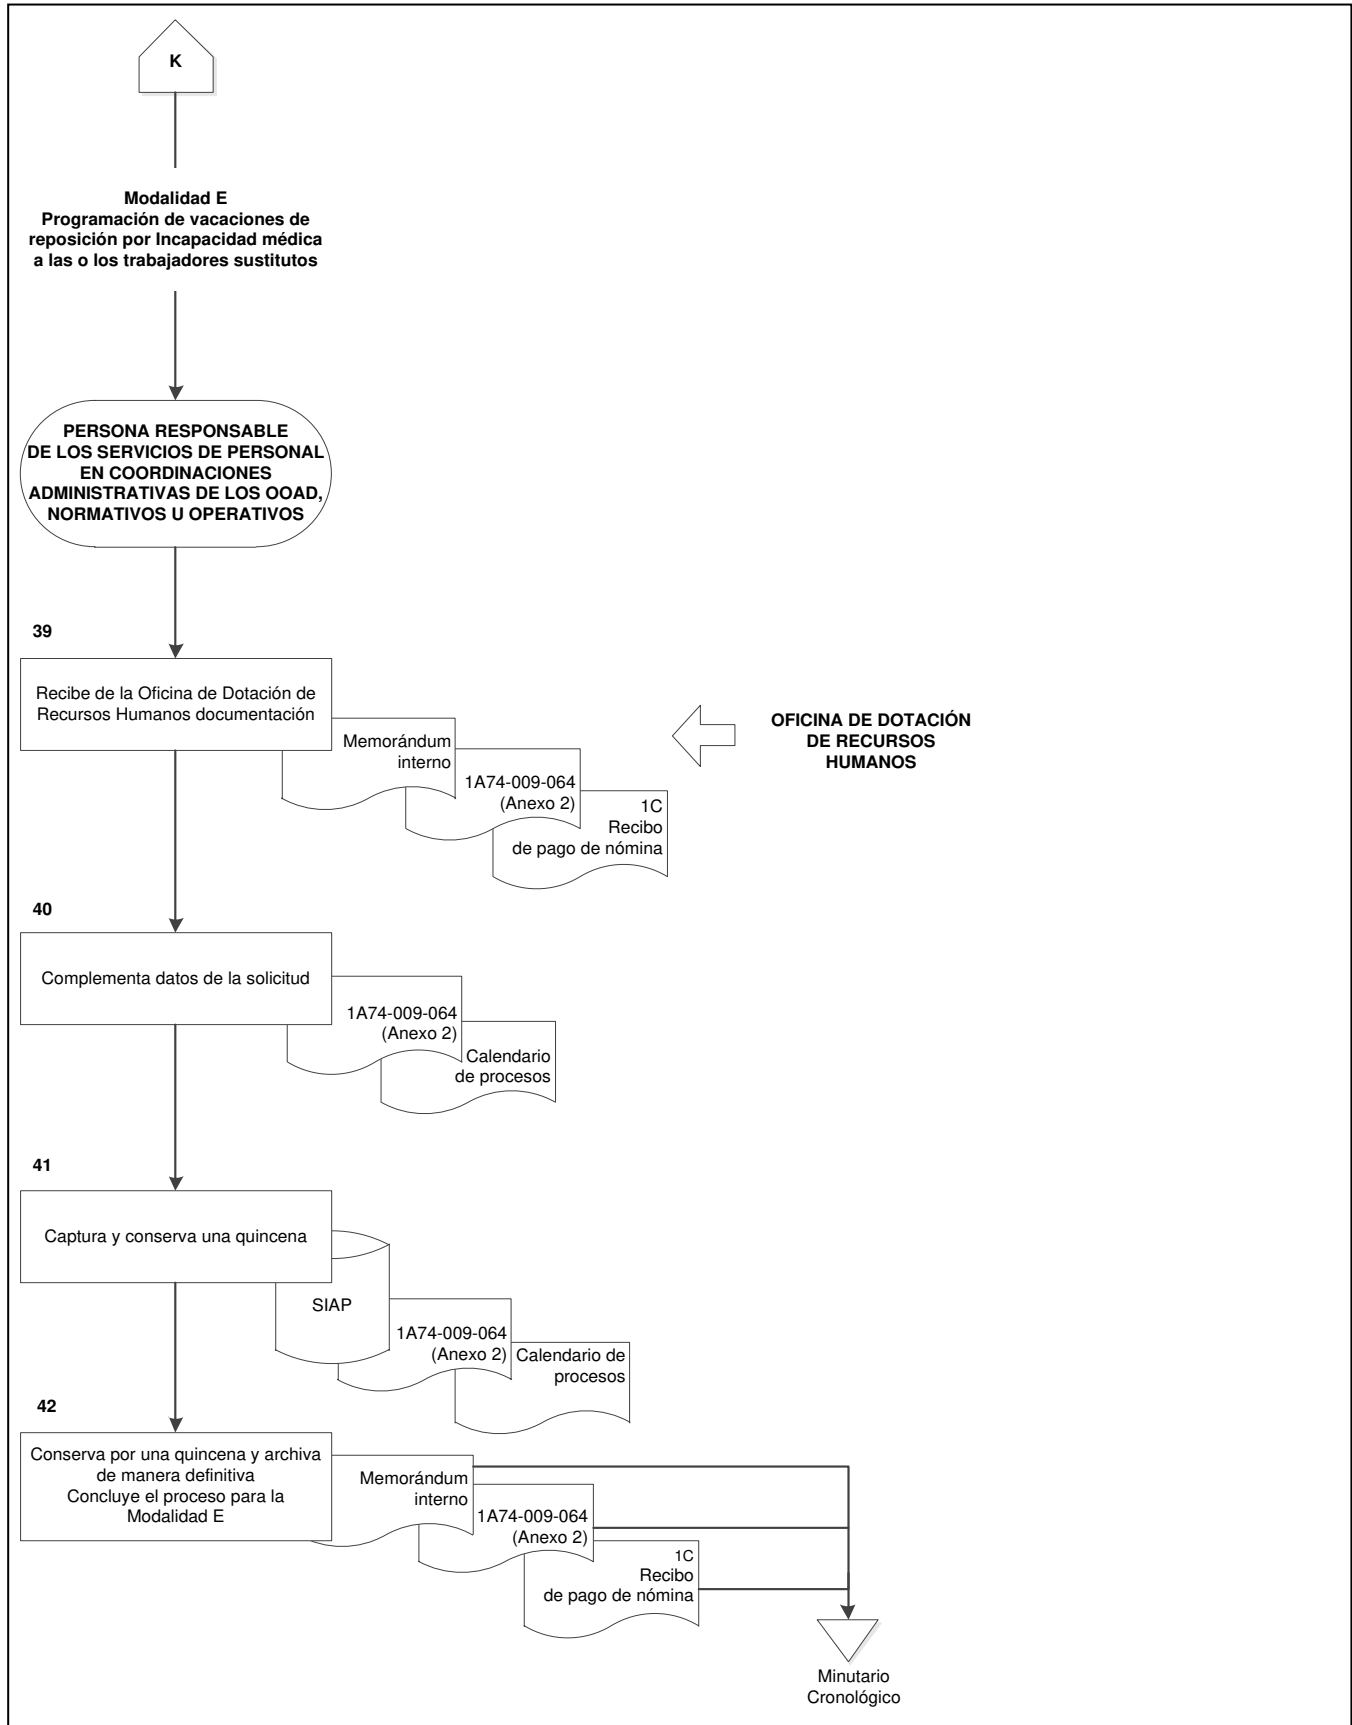 K
Modalidad E
Programación de vacaciones de
reposición por Incapacidad médica
a las o los trabajadores sustitutos
PERSONA RESPONSABLE
DE LOS SERVICIOS DE PERSONAL
EN COORDINACIONES
ADMINISTRATIVAS DE LOS OOAD,
NORMATIVOS U OPERATIVOS
39
Recibe de la Oficina de Dotación de
Recursos Humanos documentación
Memorándum
interno
1A74-009-064
(Anexo 2)
1C
Recibo
de pago de nómina
OFICINA DE DOTACIÓN
DE RECURSOS
HUMANOS
40
Complementa datos de la solicitud
1A74-009-064
(Anexo 2)
Calendario
de procesos
41
Captura y conserva una quincena
SIAP
1A74-009-064
(Anexo 2)
Calendario de
procesos
42
Conserva por una quincena y archiva
de manera definitiva
Concluye el proceso para la
Modalidad E
Memorándum
interno
1A74-009-064
(Anexo 2)
1C
Recibo
de pago de nómina
Minutario
Cronológico